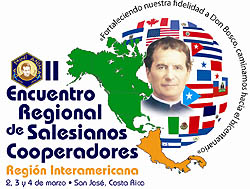 "Fortaleciendo nuestra fidelidad a Don Bosco, caminamos hacia el bicentenario"
II
Encuentro
Regional
de Salesianos
Cooperadores
Región Interamericana
2, 3 y 4 de marzo • San José, Costa Rica